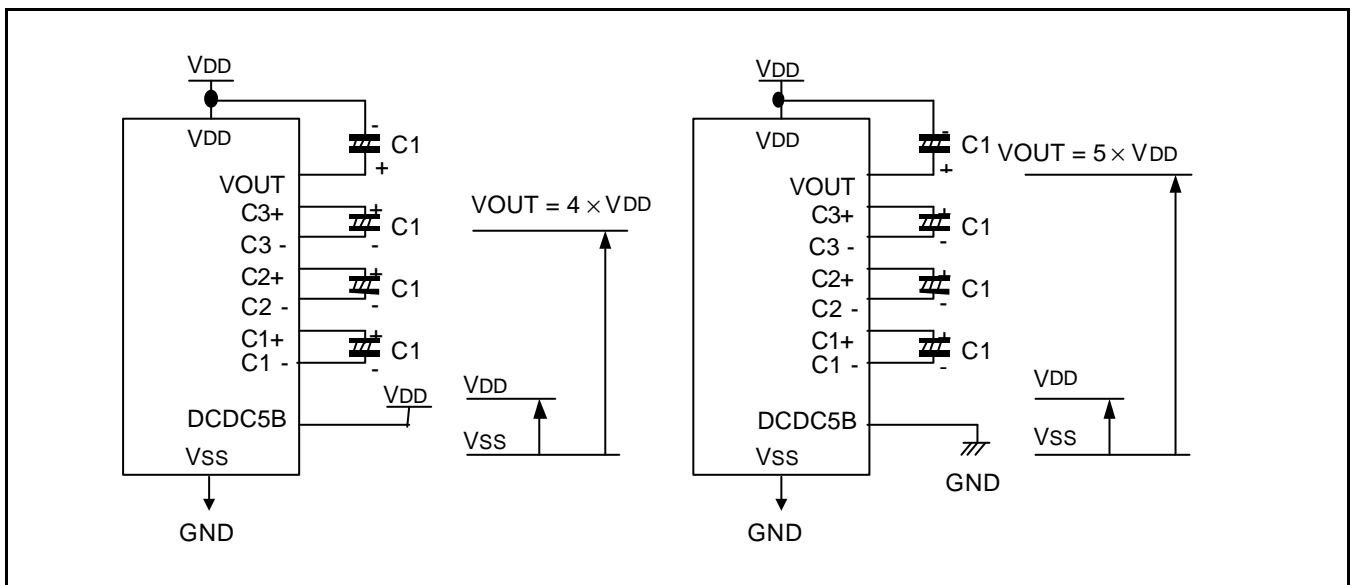 VDD
VDD
- C1
+
VOUT
C3+
+ C1
C3 -
-
C2+
+ C1
C2 -
-
C1+
+ C1
C1 -
-
VDD
DCDC5B
VSS
GND
VOUT = 4 × VDD
VDD
VSS
VDD
VDD
- C1
+
VOUT
C3+
+ C1
C3 -
-
C2+
+ C1
C2 -
-
C1+
+ C1
C1 -
-
DCDC5B
GND
VSS
GND
VOUT = 5 × VDD
VDD
VSS